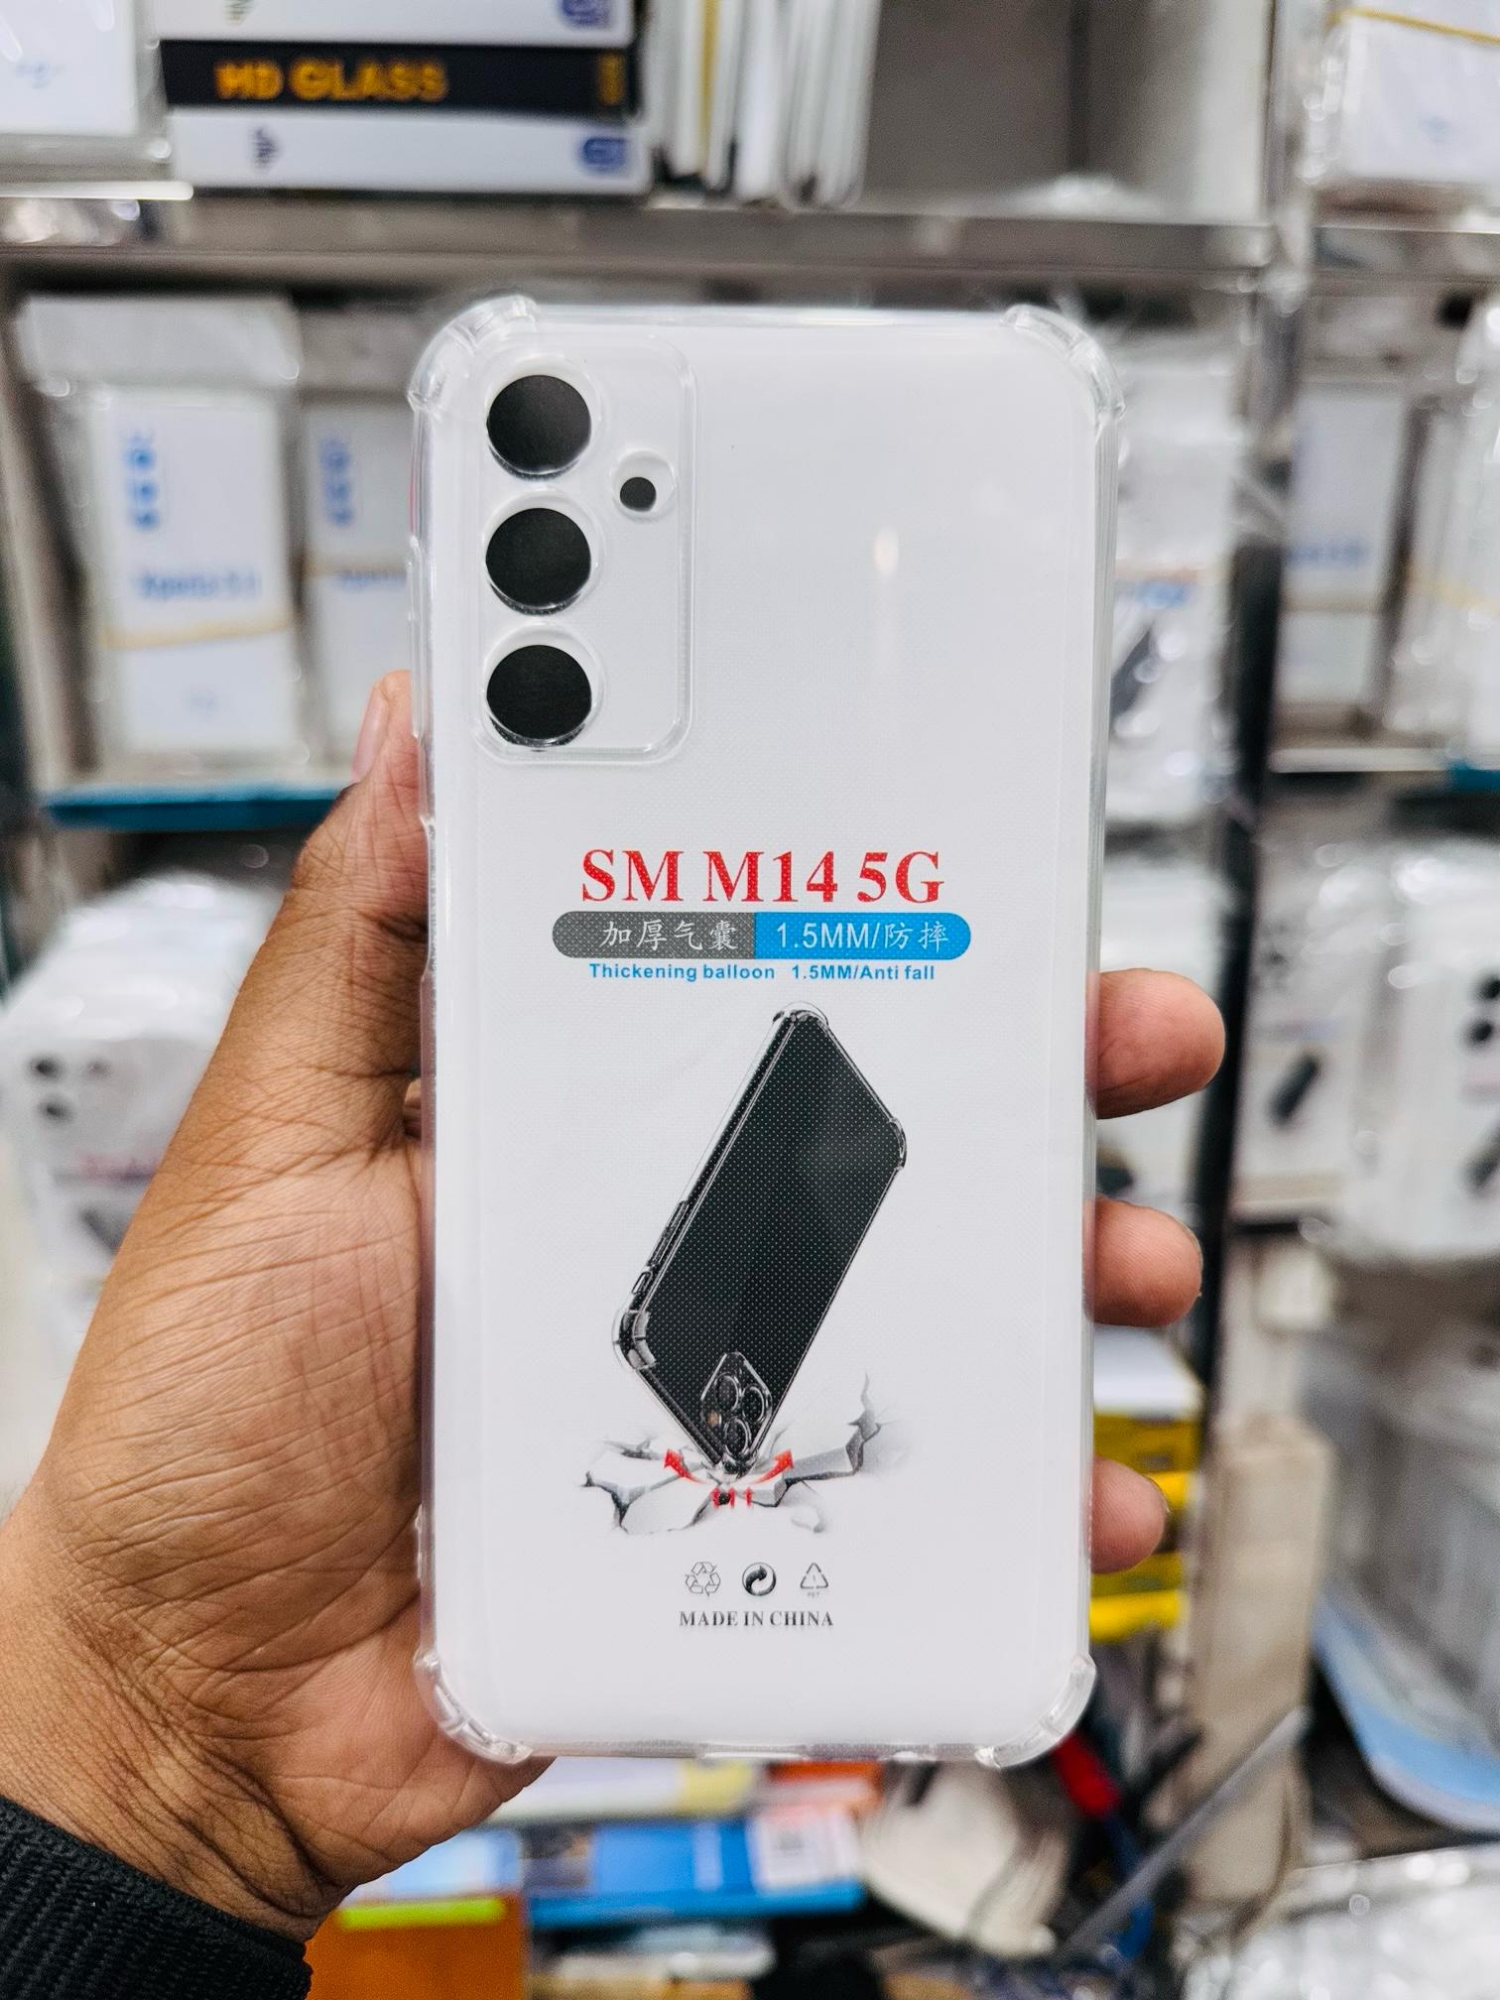 HD GLASS
SM M14 5G
加厚气囊 1.5MM/防摔
Thickening balloon 1.5MM/Anti fall
MADE IN CHINA